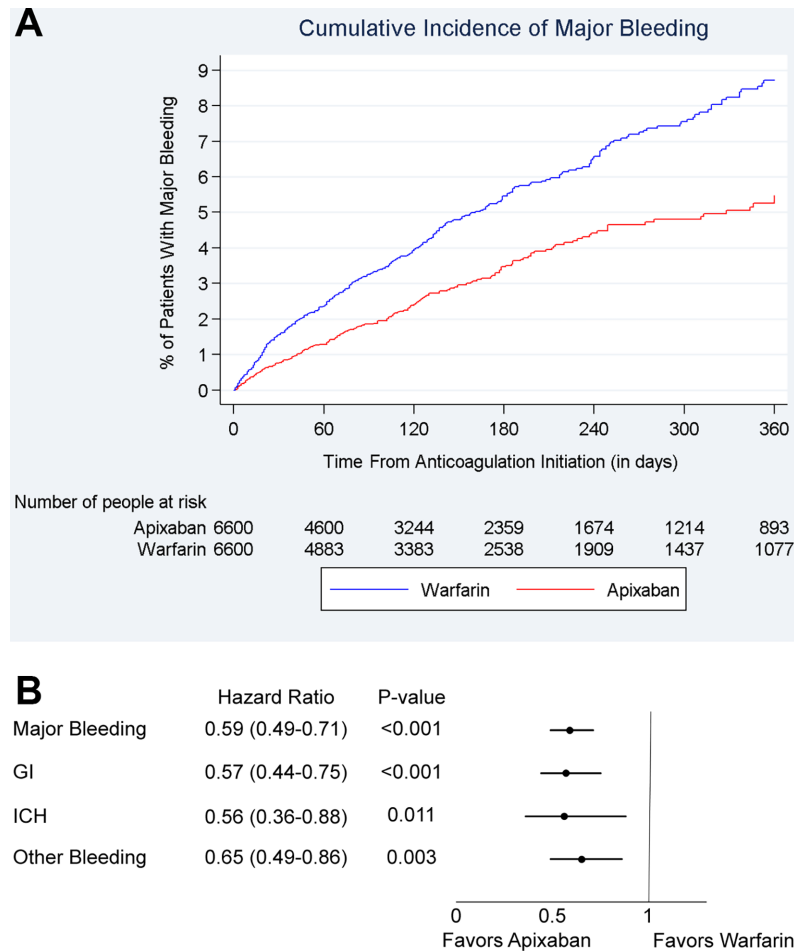 A
Cumulative Incidence of Major Bleeding
% of Patients With Major Bleeding
9
8
7
6
5
4
3
2
1
0
0 60 120 180 240 300 360
Time From Anticoagulation Initiation (in days)
Number of people at risk
Apixaban 6600 4600 3244 2359 1674 1214 893
Warfarin 6600 4883 3383 2538 1909 1437 1077
Warfarin Apixaban
B
Hazard Ratio P-value
Major Bleeding 0.59 (0.49-0.71) <0.001
GI 0.57 (0.44-0.75) <0.001
ICH 0.56 (0.36-0.88) 0.011
Other Bleeding 0.65 (0.49-0.86) 0.003
0 0.5 1
Favors Apixaban Favors Warfarin